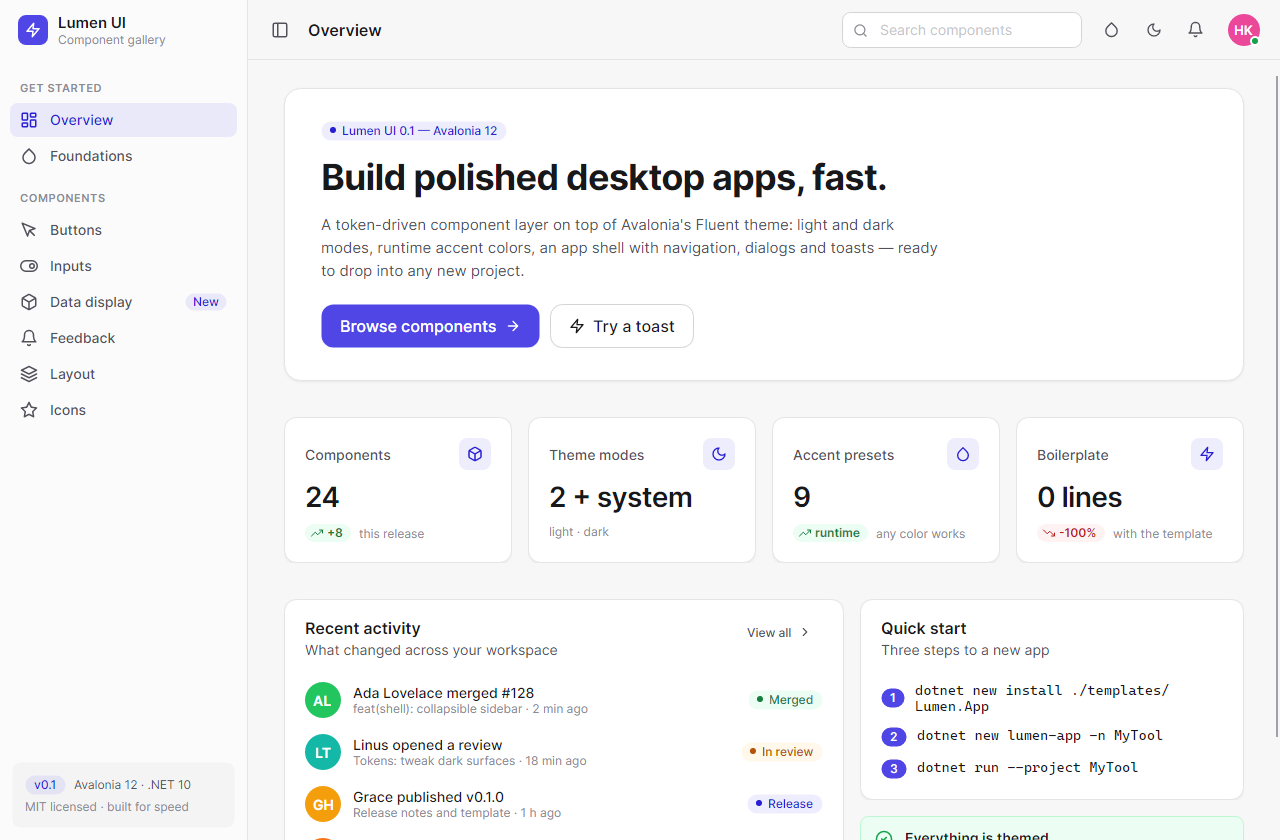 Lumen UI
Component gallery
GET STARTED
Overview
Foundations
COMPONENTS
Buttons
Inputs
Data display
New
Feedback
Layout
Icons
v0.1
Avalonia 12 · .NET 10
MIT licensed · built for speed
Overview
Search components
HK
Lumen UI 0.1 — Avalonia 12
Build polished desktop apps, fast.
A token-driven component layer on top of Avalonia's Fluent theme: light and dark
modes, runtime accent colors, an app shell with navigation, dialogs and toasts — ready
to drop into any new project.
Browse components
Try a toast
Components
24
+8 this release
Theme modes
2 + system
light · dark
Accent presets
9
runtime any color works
Boilerplate
0 lines
-100% with the template
Recent activity
What changed across your workspace
View all
AL
Ada Lovelace merged #128
feat(shell): collapsible sidebar · 2 min ago
Merged
LT
Linus opened a review
Tokens: tweak dark surfaces · 18 min ago
In review
GH
Grace published v0.1.0
Release notes and template · 1 h ago
Release
Quick start
Three steps to a new app
1 dotnet new install ./templates/
Lumen.App
2 dotnet new lumen-app -n MyTool
3 dotnet run --project MyTool
Everything is themed